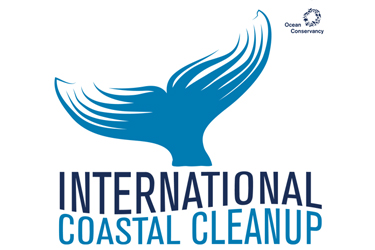 Ocean
Conservancy
INTERNATIONAL
COASTAL CLEANUP